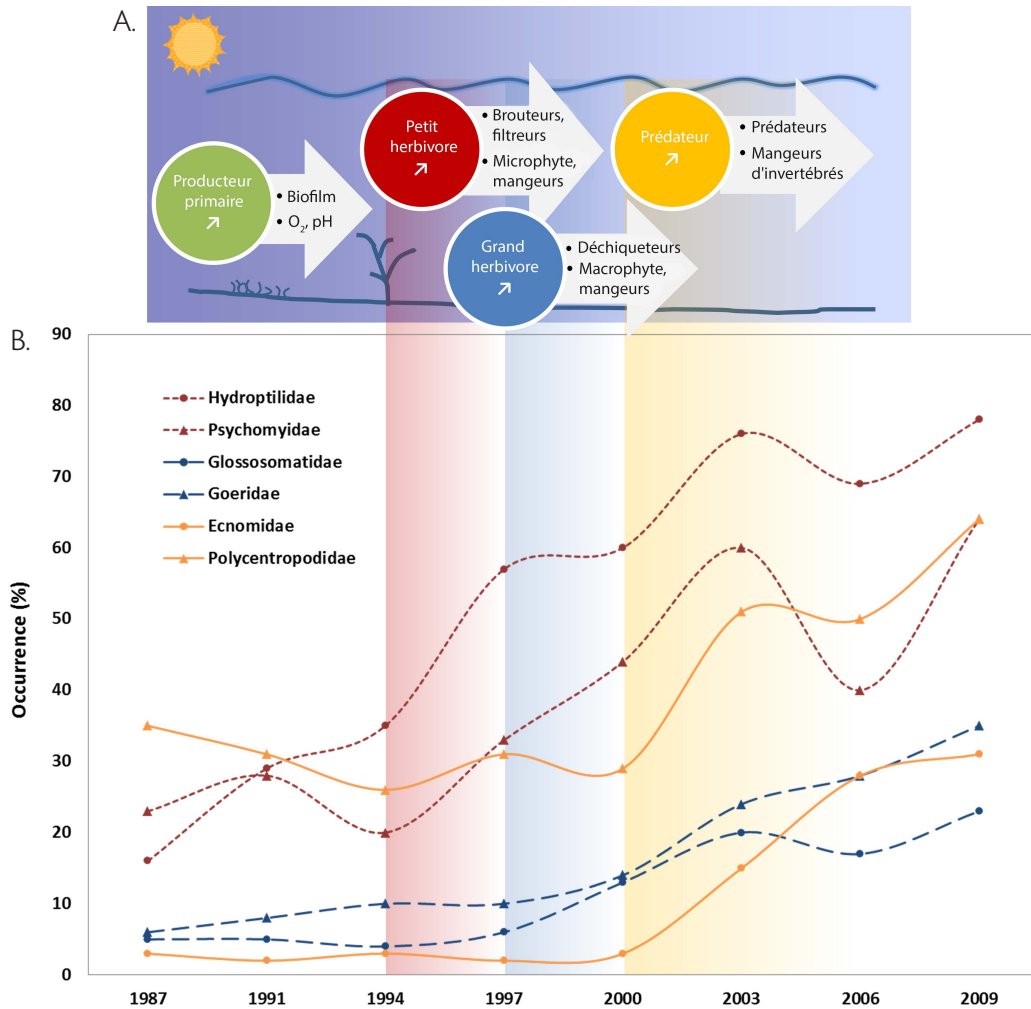 A.
Producteur
primaire
↗
• Biofilm
• O₂, pH
Petit
herbivore
↗
• Brouteurs,
filtreurs
• Microphyte,
mangeurs
Grand
herbivore
↗
Déchiqueteurs
• Macrophyte,
mangeurs
Prédateur
↗
• Prédateurs
• Mangeurs
d'invertébrés
B.
Occurrence (%)
90
80
70
60
50
40
30
20
10
0
Hydroptilidae
Psychomyidae
Glossosomatidae
Goeridae
Ecnomidae
Polycentropodidae
1987 1991 1994 1997 2000 2003 2006 2009